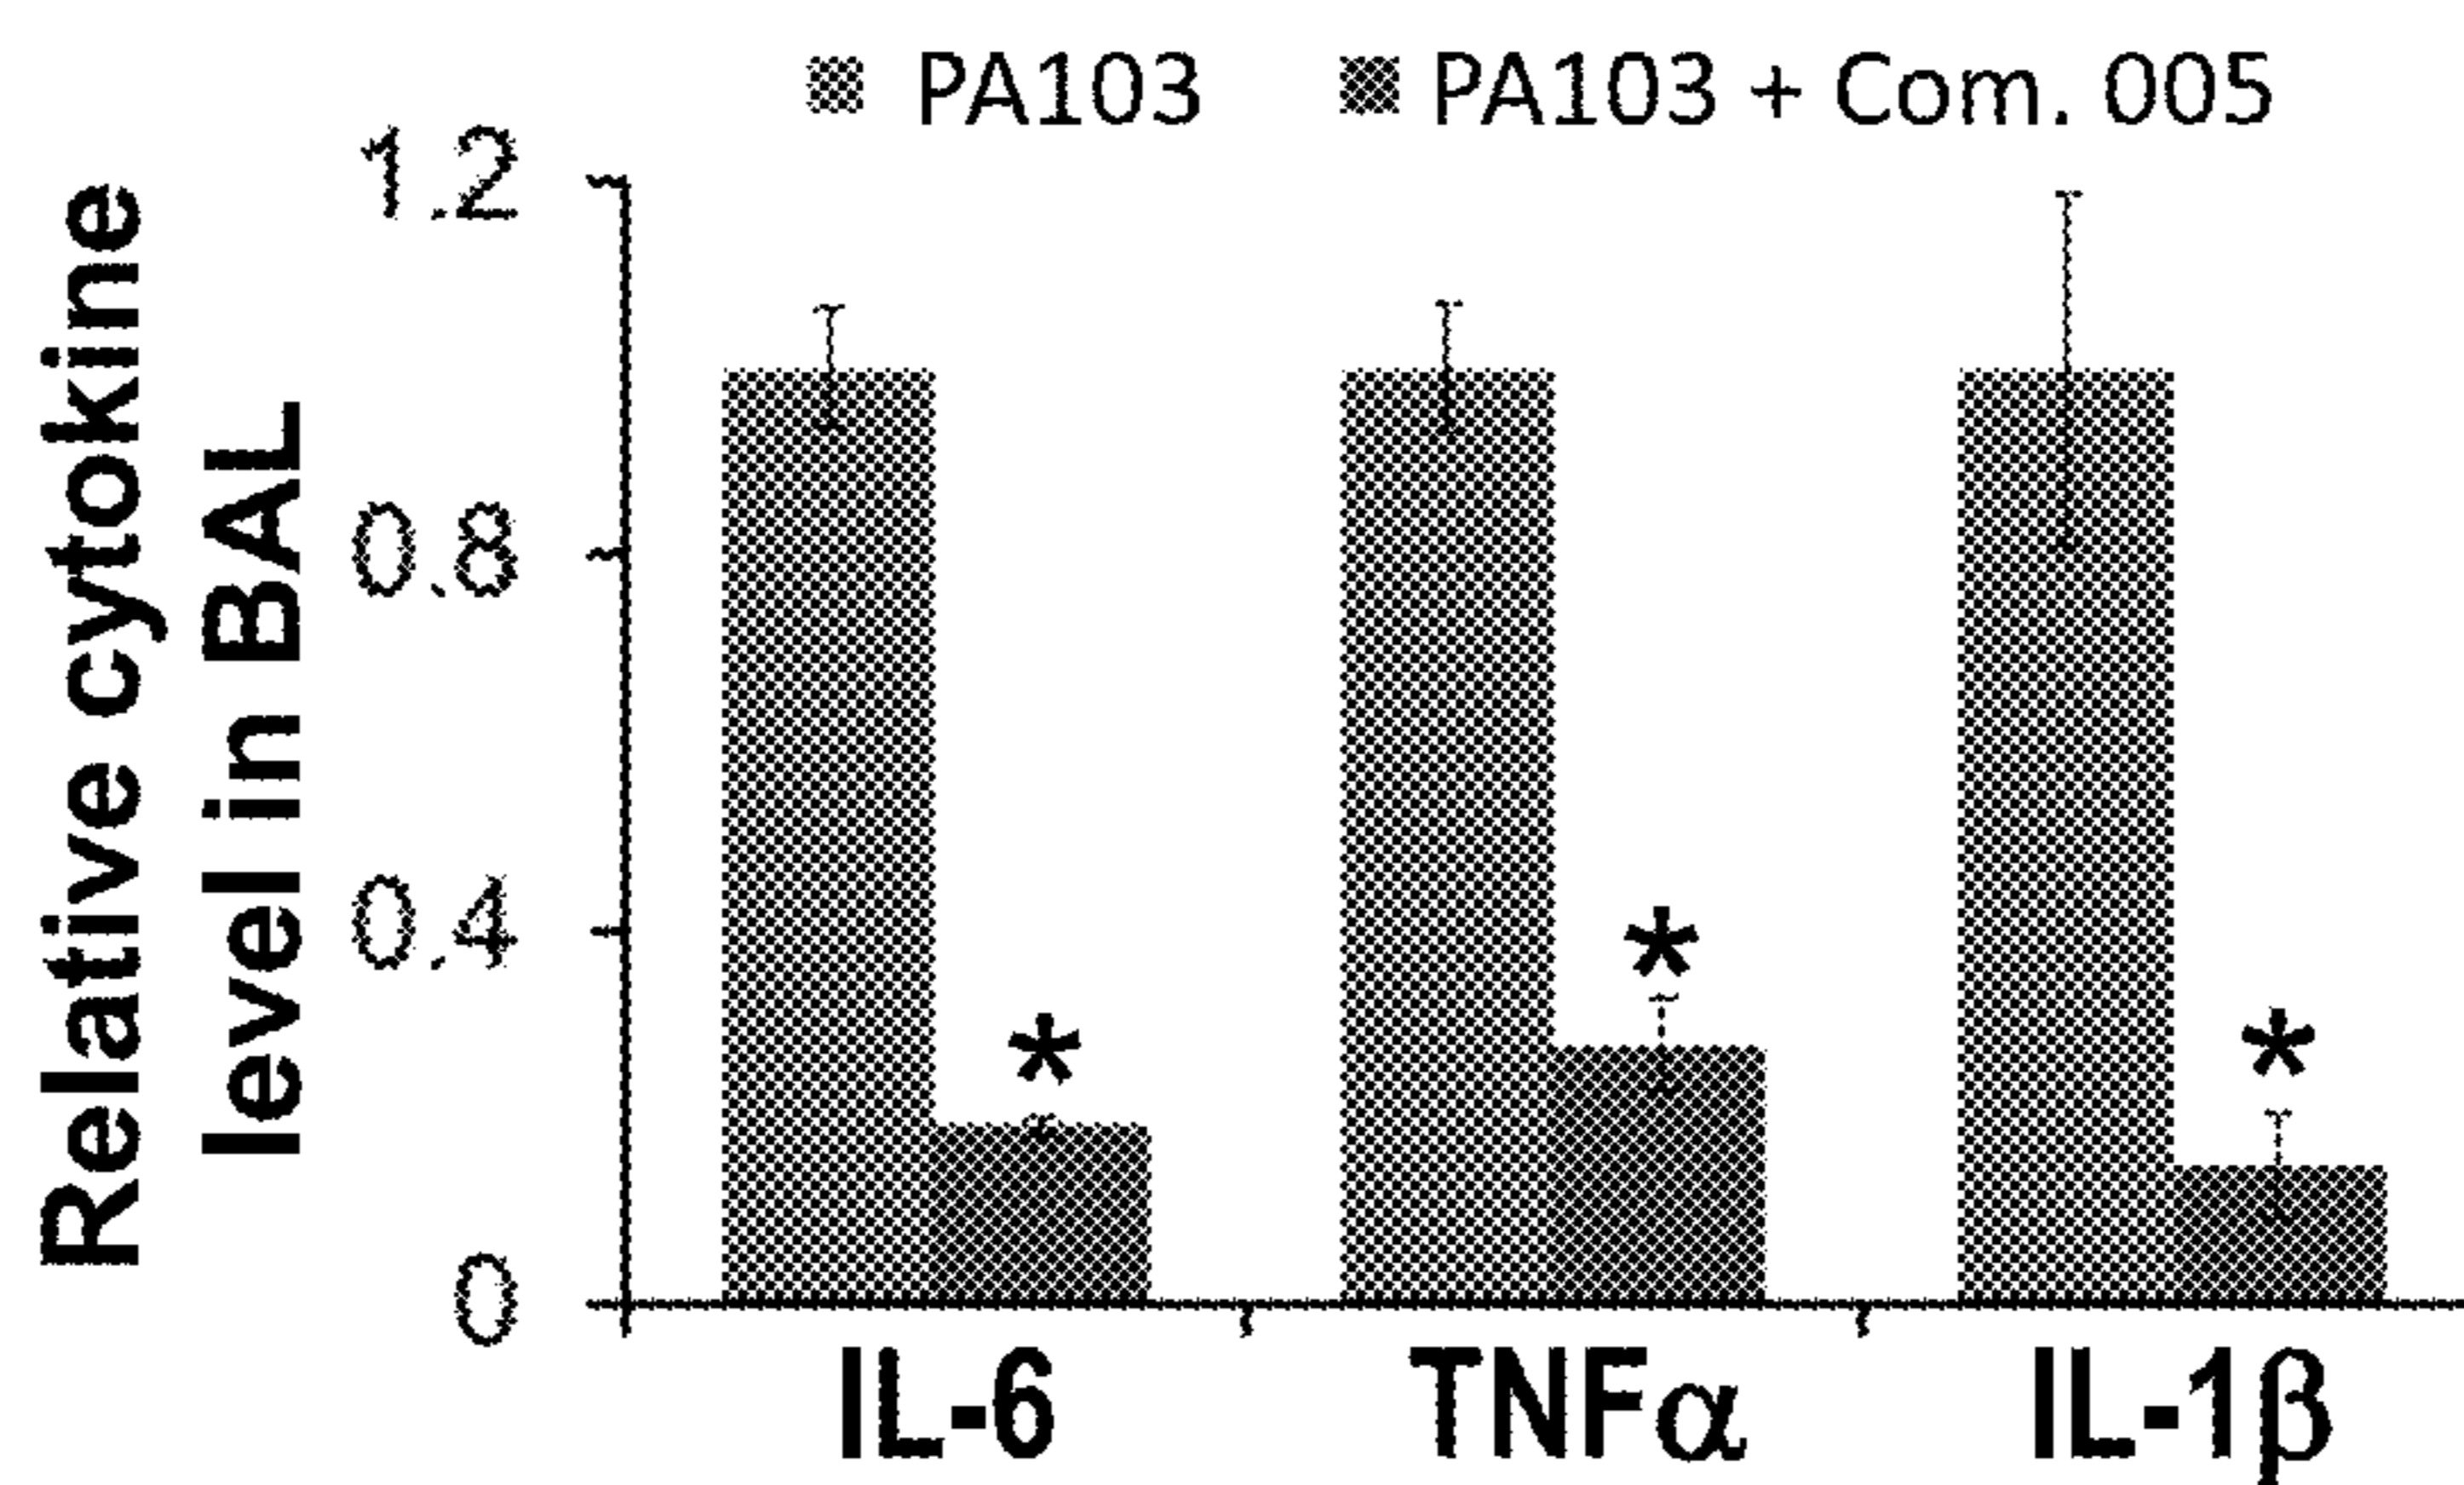 PA103 PA103 + Com. 005
Relative cytokine
level in BAL
1.2
0.8
0.4
0
* * *
IL-6 TNFα IL-1β